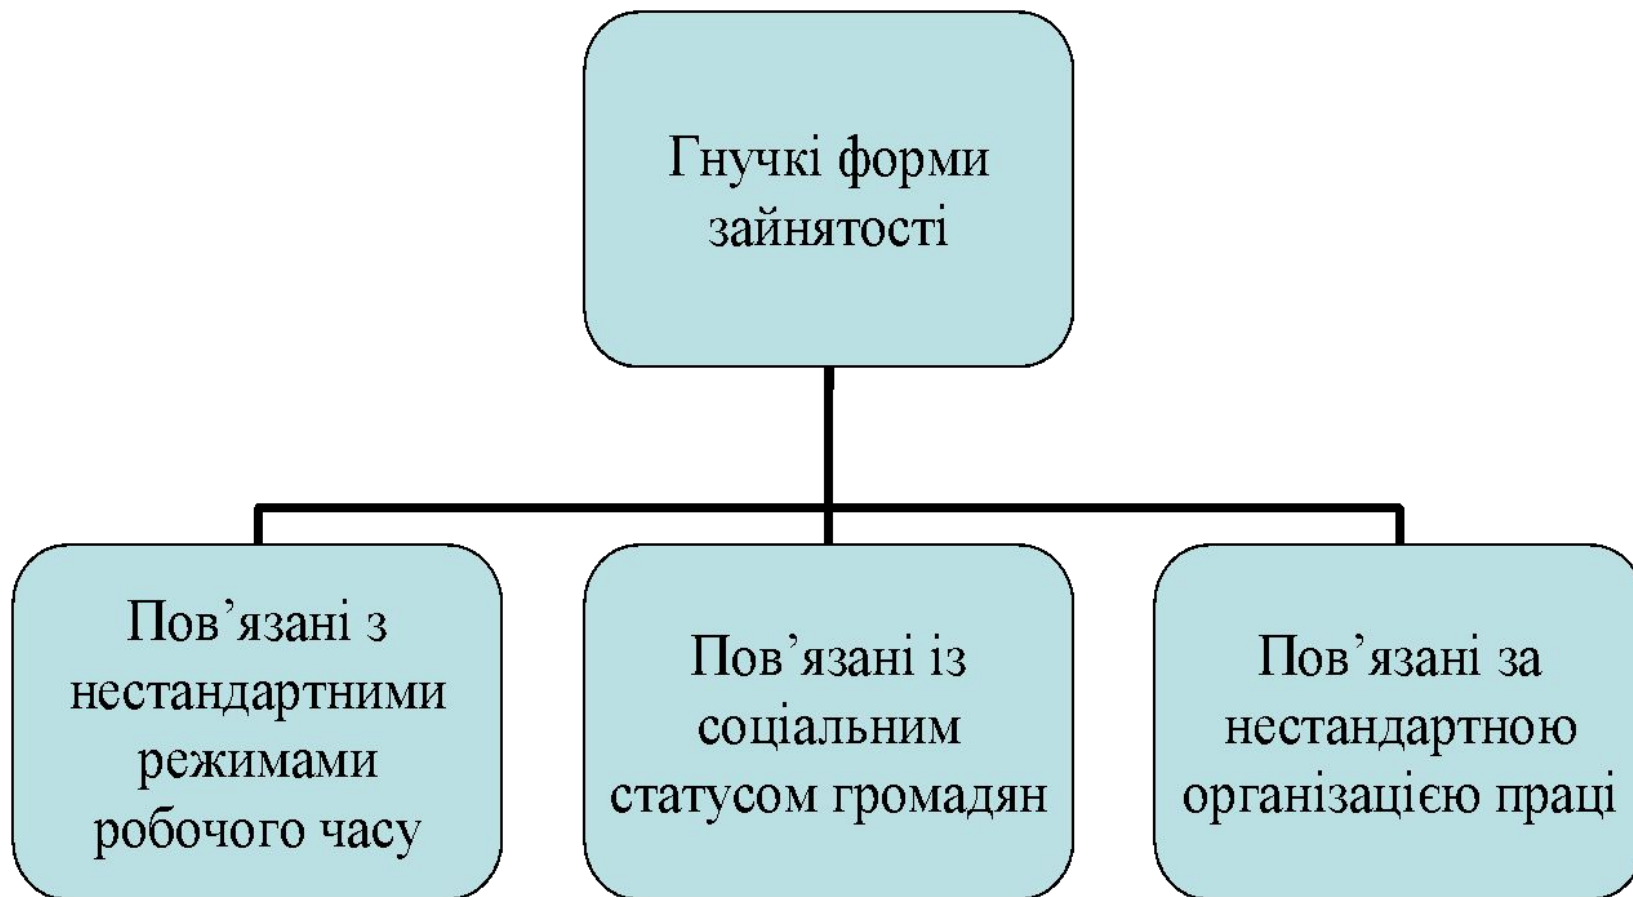 Гнучкі форми
зайнятості
Пов’язані з
нестандартними
режимами
робочого часу
Пов’язані із
соціальним
статусом громадян
Пов’язані за
нестандартною
організацією праці